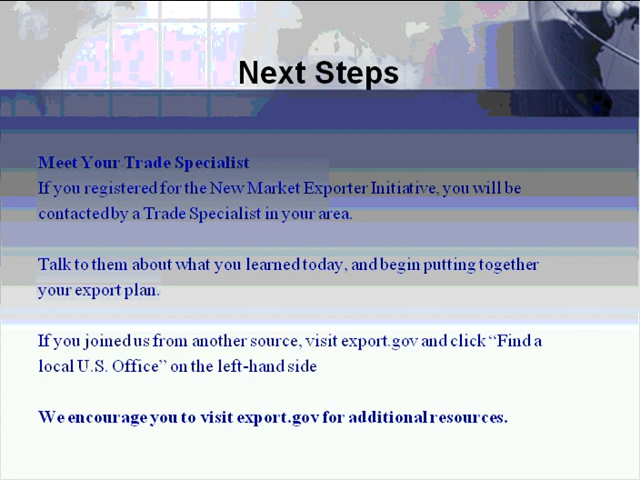 Next Steps
Meet Your Trade Specialist
If you registered for the New Market Exporter Initiative, you will be
contacted by a Trade Specialist in your area.
Talk to them about what you learned today, and begin putting together
your export plan.
If you joined us from another source, visit export.gov and click “Find a
local U.S. Office” on the left-hand side
We encourage you to visit export.gov for additional resources.